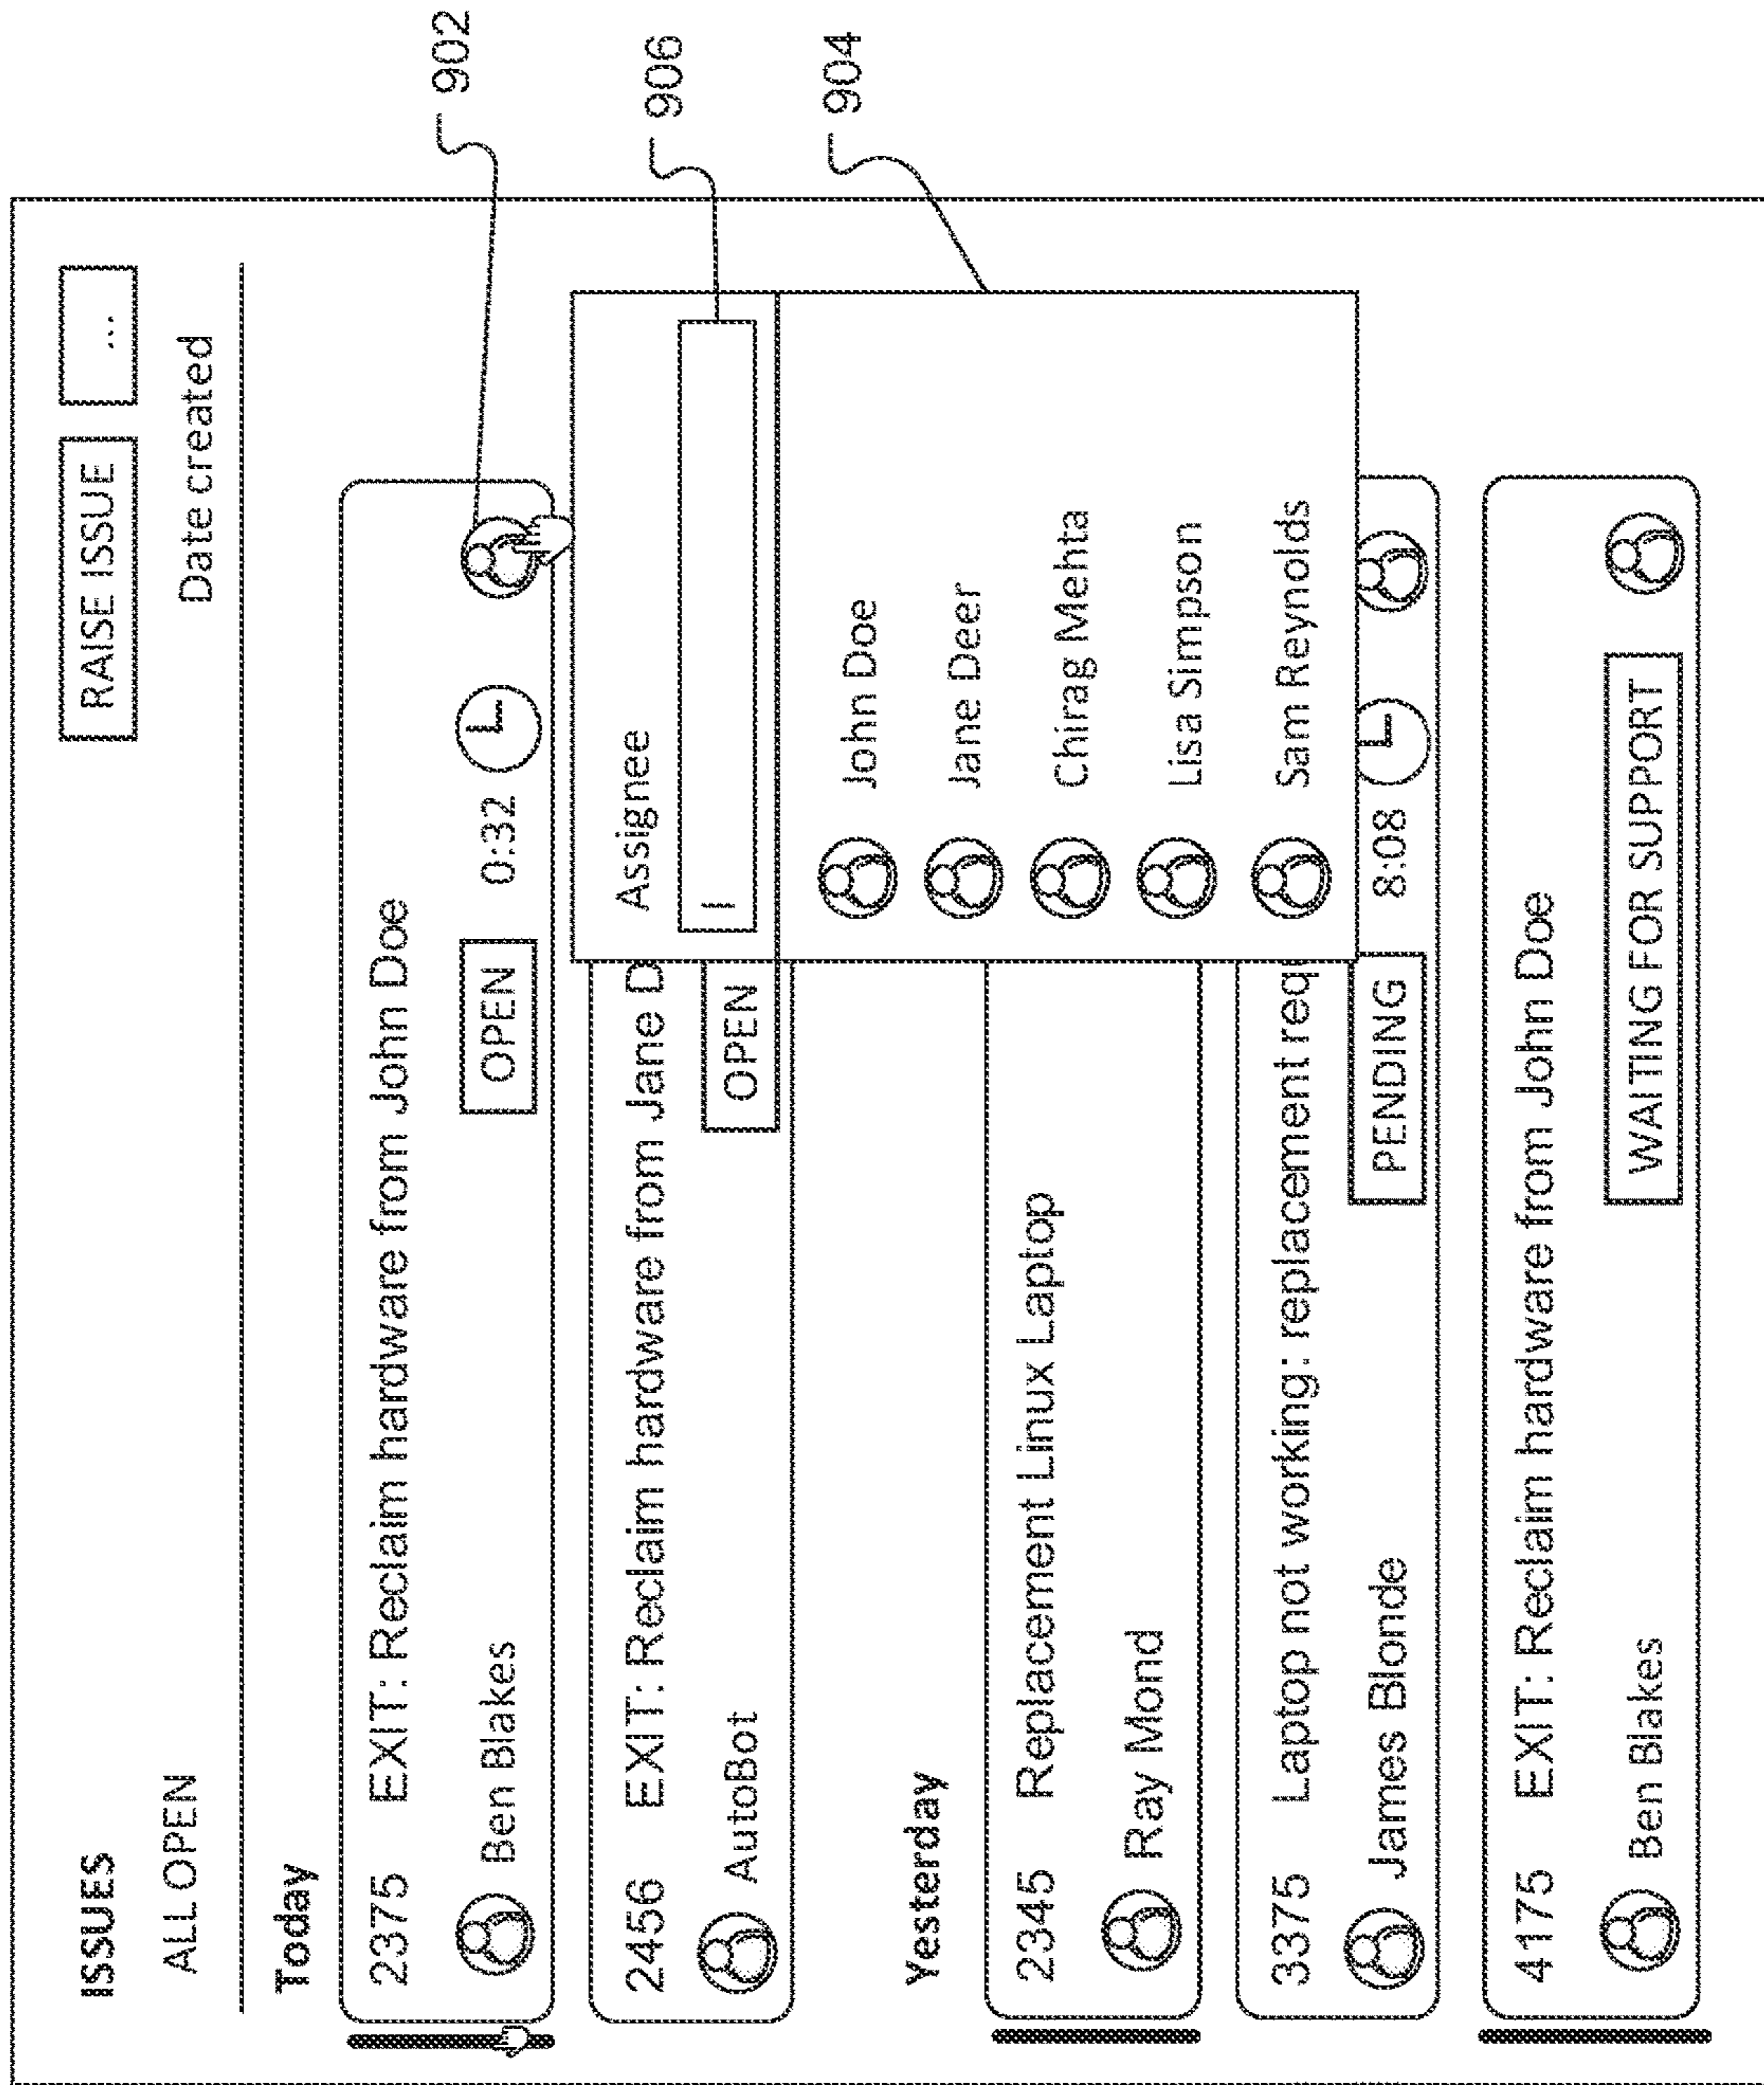 ISSUES RAISE ISSUE ...
ALL OPEN Date created
Today
2375 EXIT: Reclaim hardware from John Doe
Ben Blakes OPEN 0:32
902
2456 EXIT: Reclaim hardware from Jane D
AutoBot OPEN
Assignee
906
John Doe
Jane Deer
Chirag Mehta
Lisa Simpson
Sam Reynolds
904
Yesterday
2345 Replacement Linux Laptop
Ray Mond
3375 Laptop not working: replacement req
James Blonde PENDING 8:08
4175 EXIT: Reclaim hardware from John Doe
Ben Blakes WAITING FOR SUPPORT